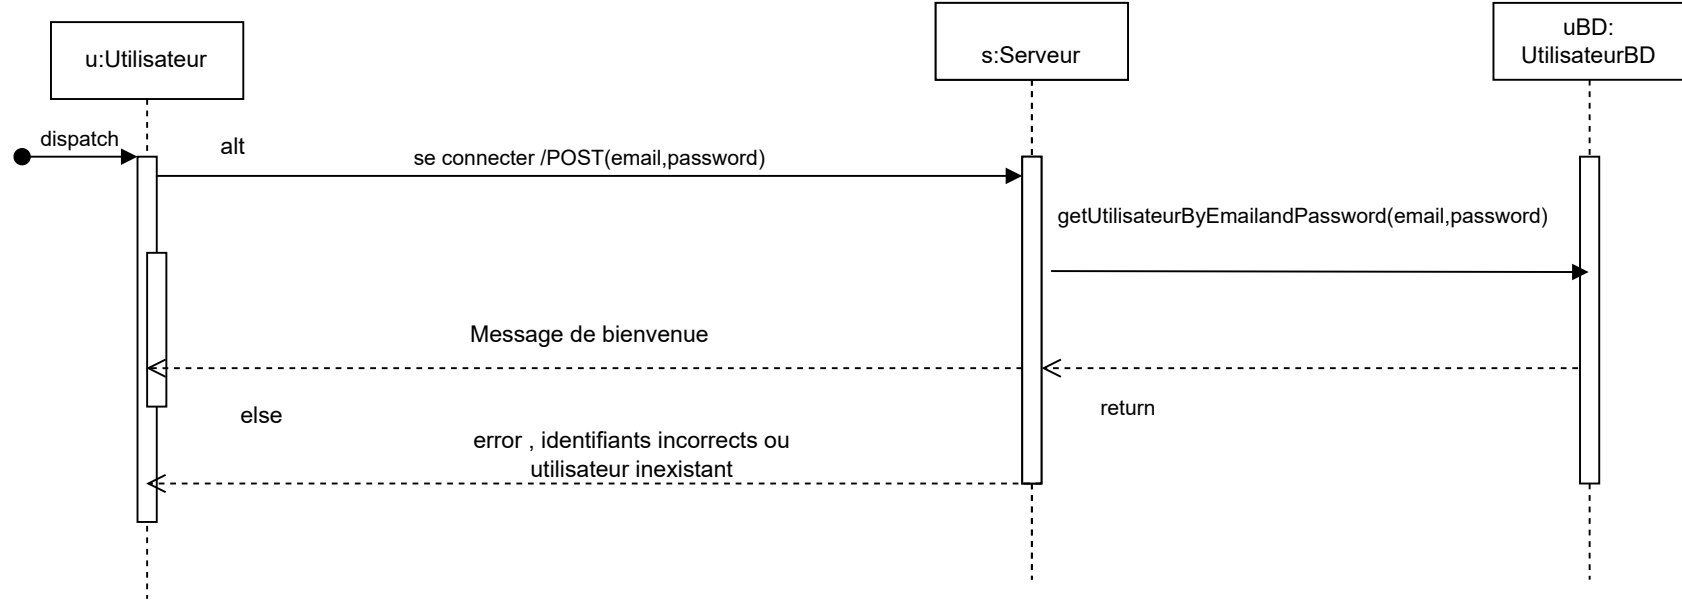 u:Utilisateur
s:Serveur
uBD:
UtilisateurBD
dispatch
alt
se connecter /POST(email,password)
getUtilisateurByEmailandPassword(email,password)
Message de bienvenue
return
else
error , identifiants incorrects ou
utilisateur inexistant